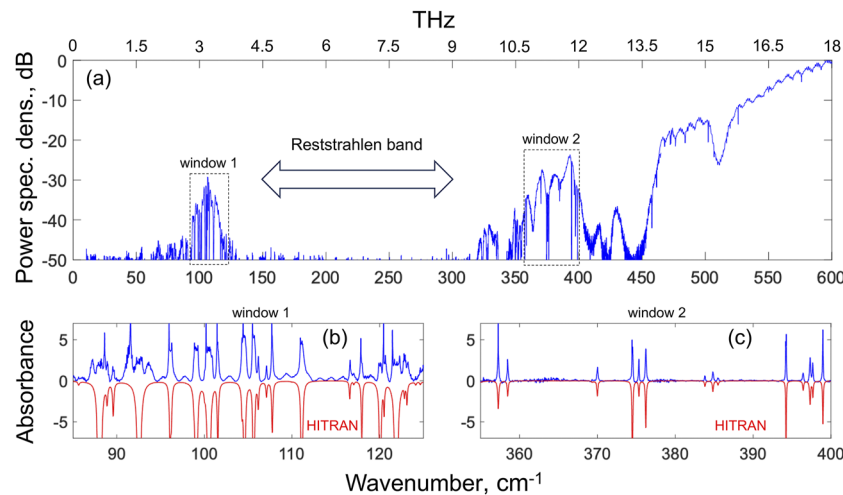 THz
0 1.5 3 4.5 6 7.5 9 10.5 12 13.5 15 16.5 18
Power spec. dens., dB
0
-10
-20
-30
-40
-50
(a)
window 1
Reststrahlen band
window 2
0 50 100 150 200 250 300 350 400 450 500 550 600
window 1
window 2
Absorbance
5
0
-5
(b)
HITRAN
90 100 110 120
5
0
-5
(c)
HITRAN
360 370 380 390 400
Wavenumber, cm⁻¹